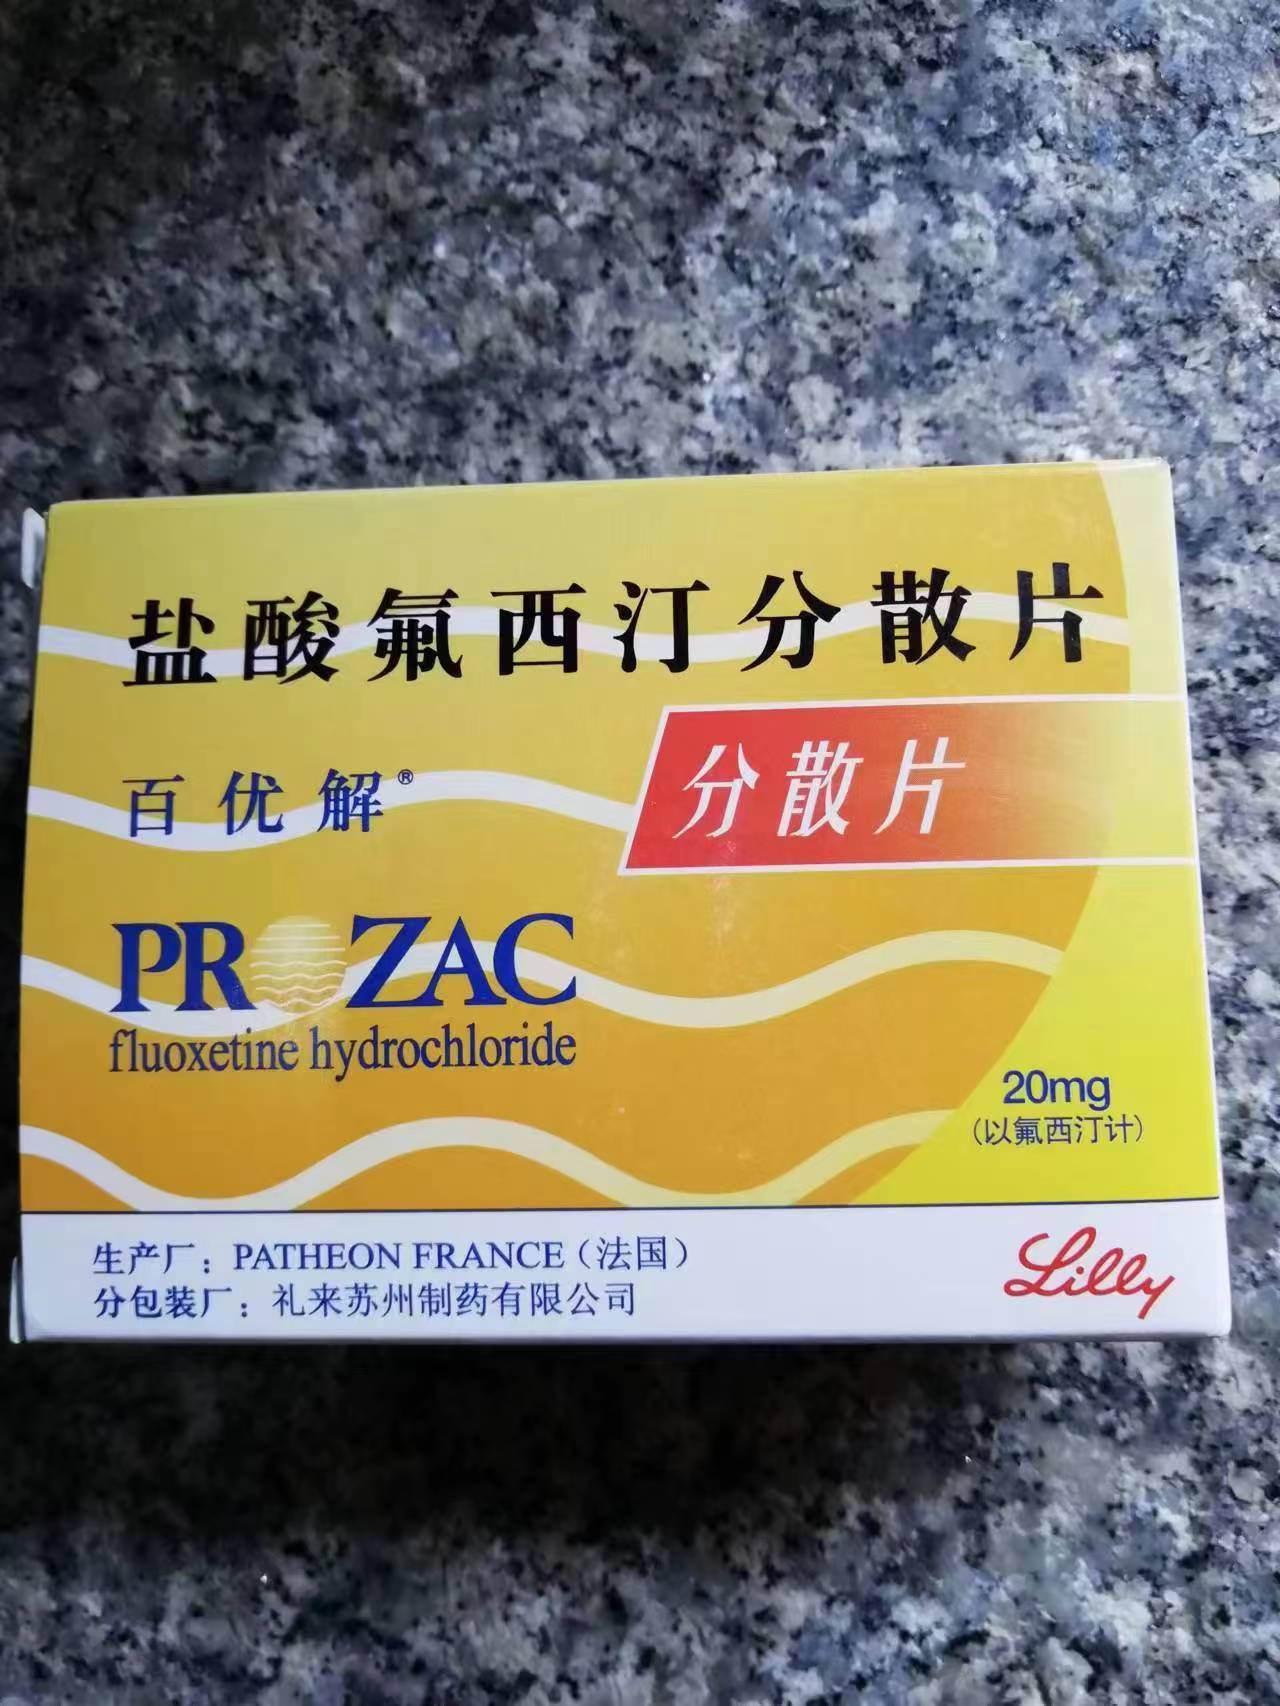 盐酸氟西汀分散片
百优解®
分散片
PROZAC
fluoxetine hydrochloride
20mg
(以氟西汀计)
生产厂：PATHEON FRANCE（法国）
分包装厂：礼来苏州制药有限公司
Lilly